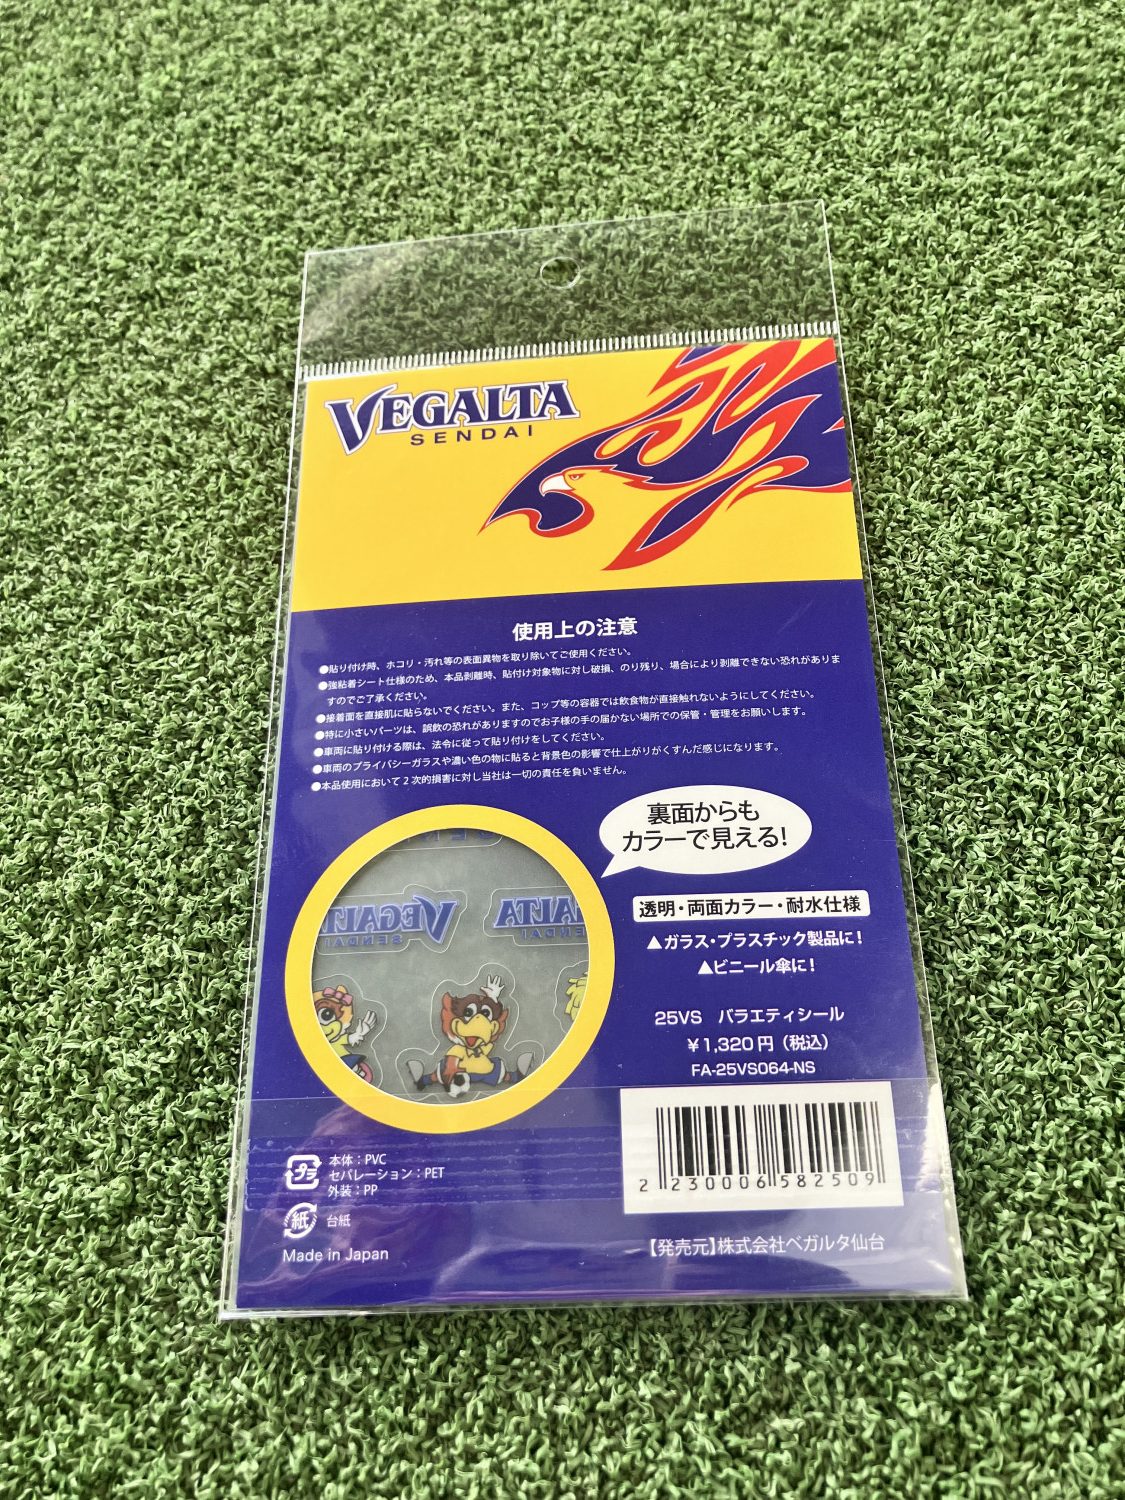 VEGALTA
SENDAI
使用上の注意
●貼り付け時、ホコリ・汚れ等の表面異物を取り除いてご使用ください。
●強粘着シート仕様のため、本品剥離時、貼付け対象物に対し破損、のり残り、場合により剥離できない恐れがありま
すのでご了承ください。
●接着面を直接肌に貼らないでください。また、コップ等の容器では飲食物が直接触れないようにしてください。
●特に小さいパーツは、誤飲の恐れがありますのでお子様の手の届かない場所での保管・管理をお願いします。
●車両に貼り付ける際は、法令に従って貼り付けをしてください。
●車両のプライバシーガラスや濃い色の物に貼ると背景色の影響で仕上がりがくすんだ感じになります。
●本品使用において2次的損害に対し当社は一切の責任を負いません。
裏面からも
カラーで見える!
VEGALTA
SENDAI
透明・両面カラー・耐水仕様
▲ガラス・プラスチック製品に!
▲ビニール傘に!
25VS バラエティシール
¥1,320円(税込)
FA-25VS064-NS
2 230006 582509
プラ
本体:PVC
セパレーション:PET
外装:PP
紙
台紙
Made in Japan
【発売元】株式会社ベガルタ仙台